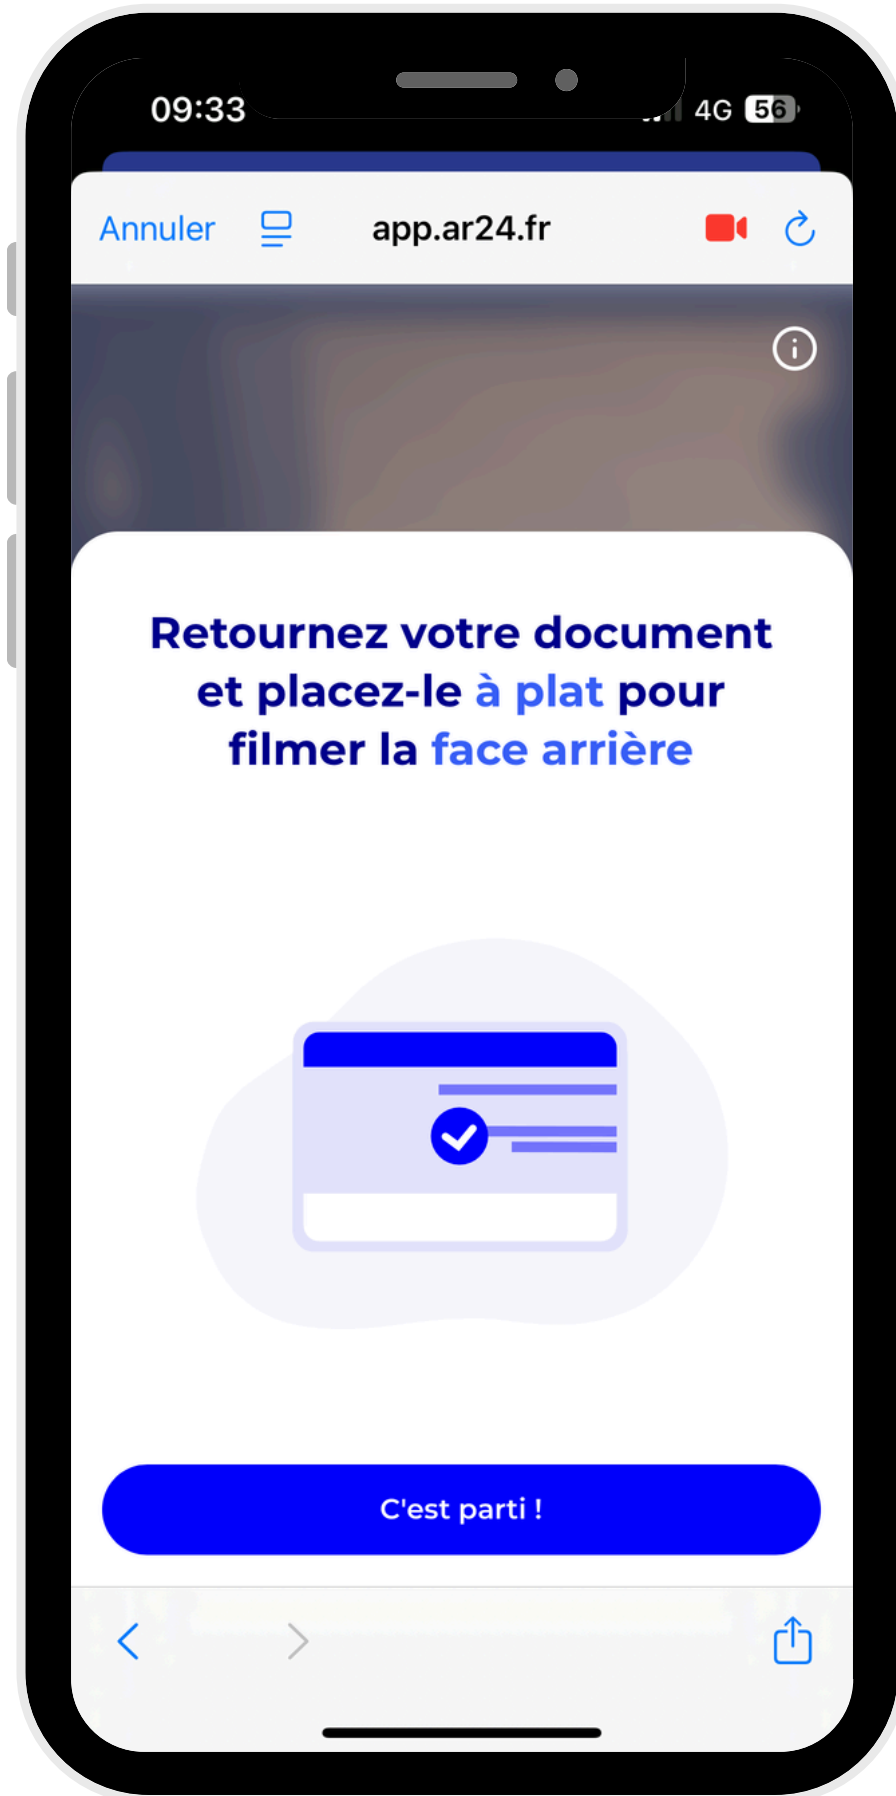 09:33 4G 56
Annuler app.ar24.fr
Retournez votre document
et placez-le à plat pour
filmer la face arrière
C'est parti !